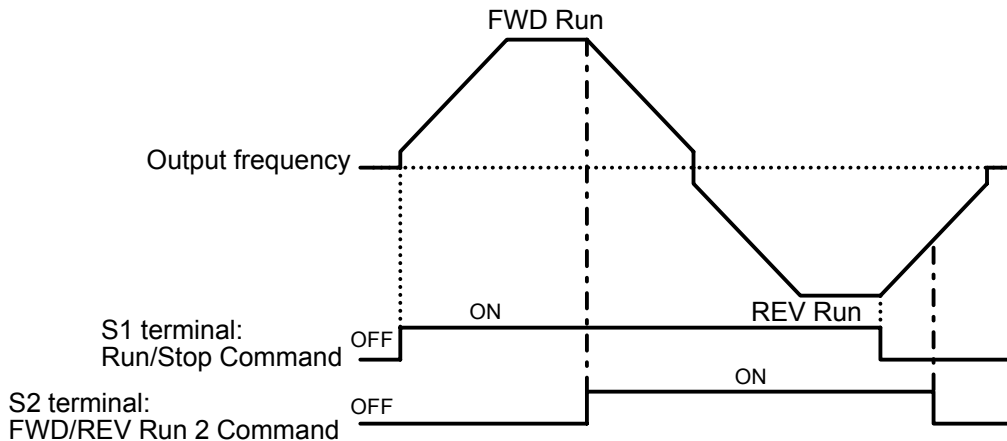 FWD Run
Output frequency
REV Run
S1 terminal:
Run/Stop Command
OFF
ON
S2 terminal:
FWD/REV Run 2 Command
OFF
ON